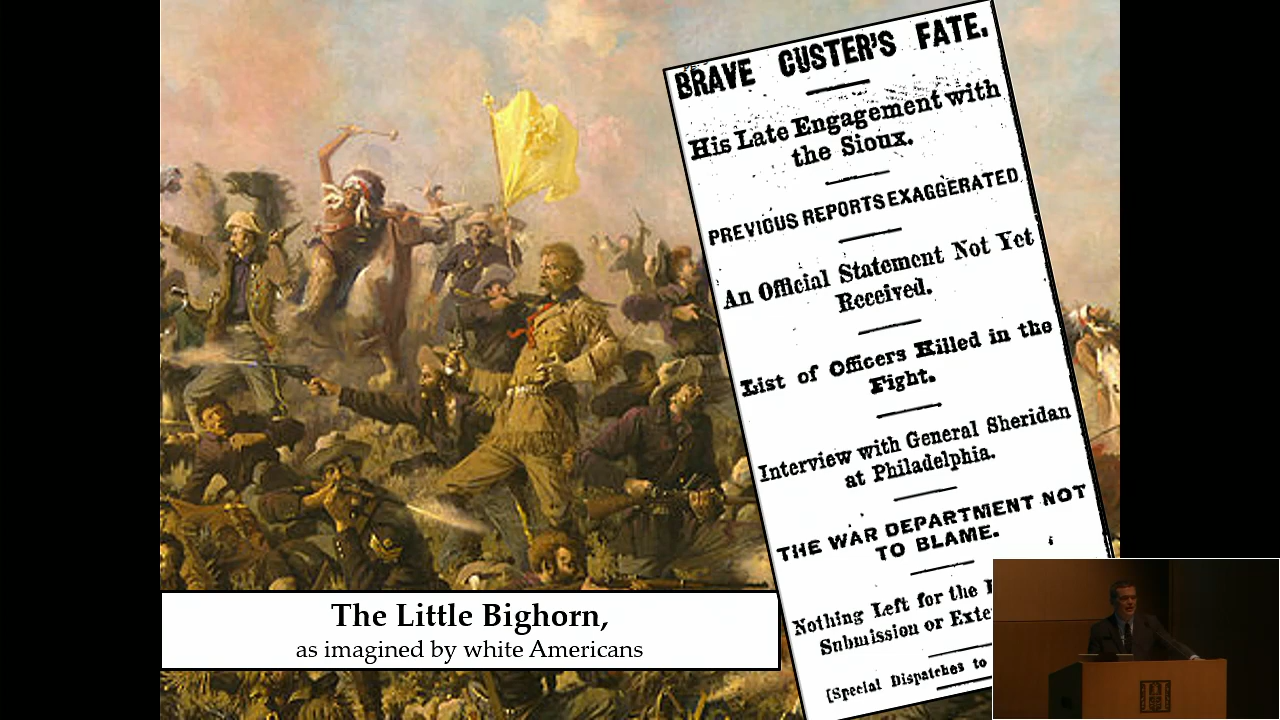 BRAVE CUSTER'S FATE.
His Late Engagement with
the Sioux.
PREVIOUS REPORTS EXAGGERATED.
An Official Statement Not Yet
Received.
List of Officers Killed in the
Fight.
Interview with General Sheridan
at Philadelphia.
THE WAR DEPARTMENT NOT
TO BLAME.
Nothing Left for the
Submission or
[Special Dispatches to
The Little Bighorn,
as imagined by white Americans